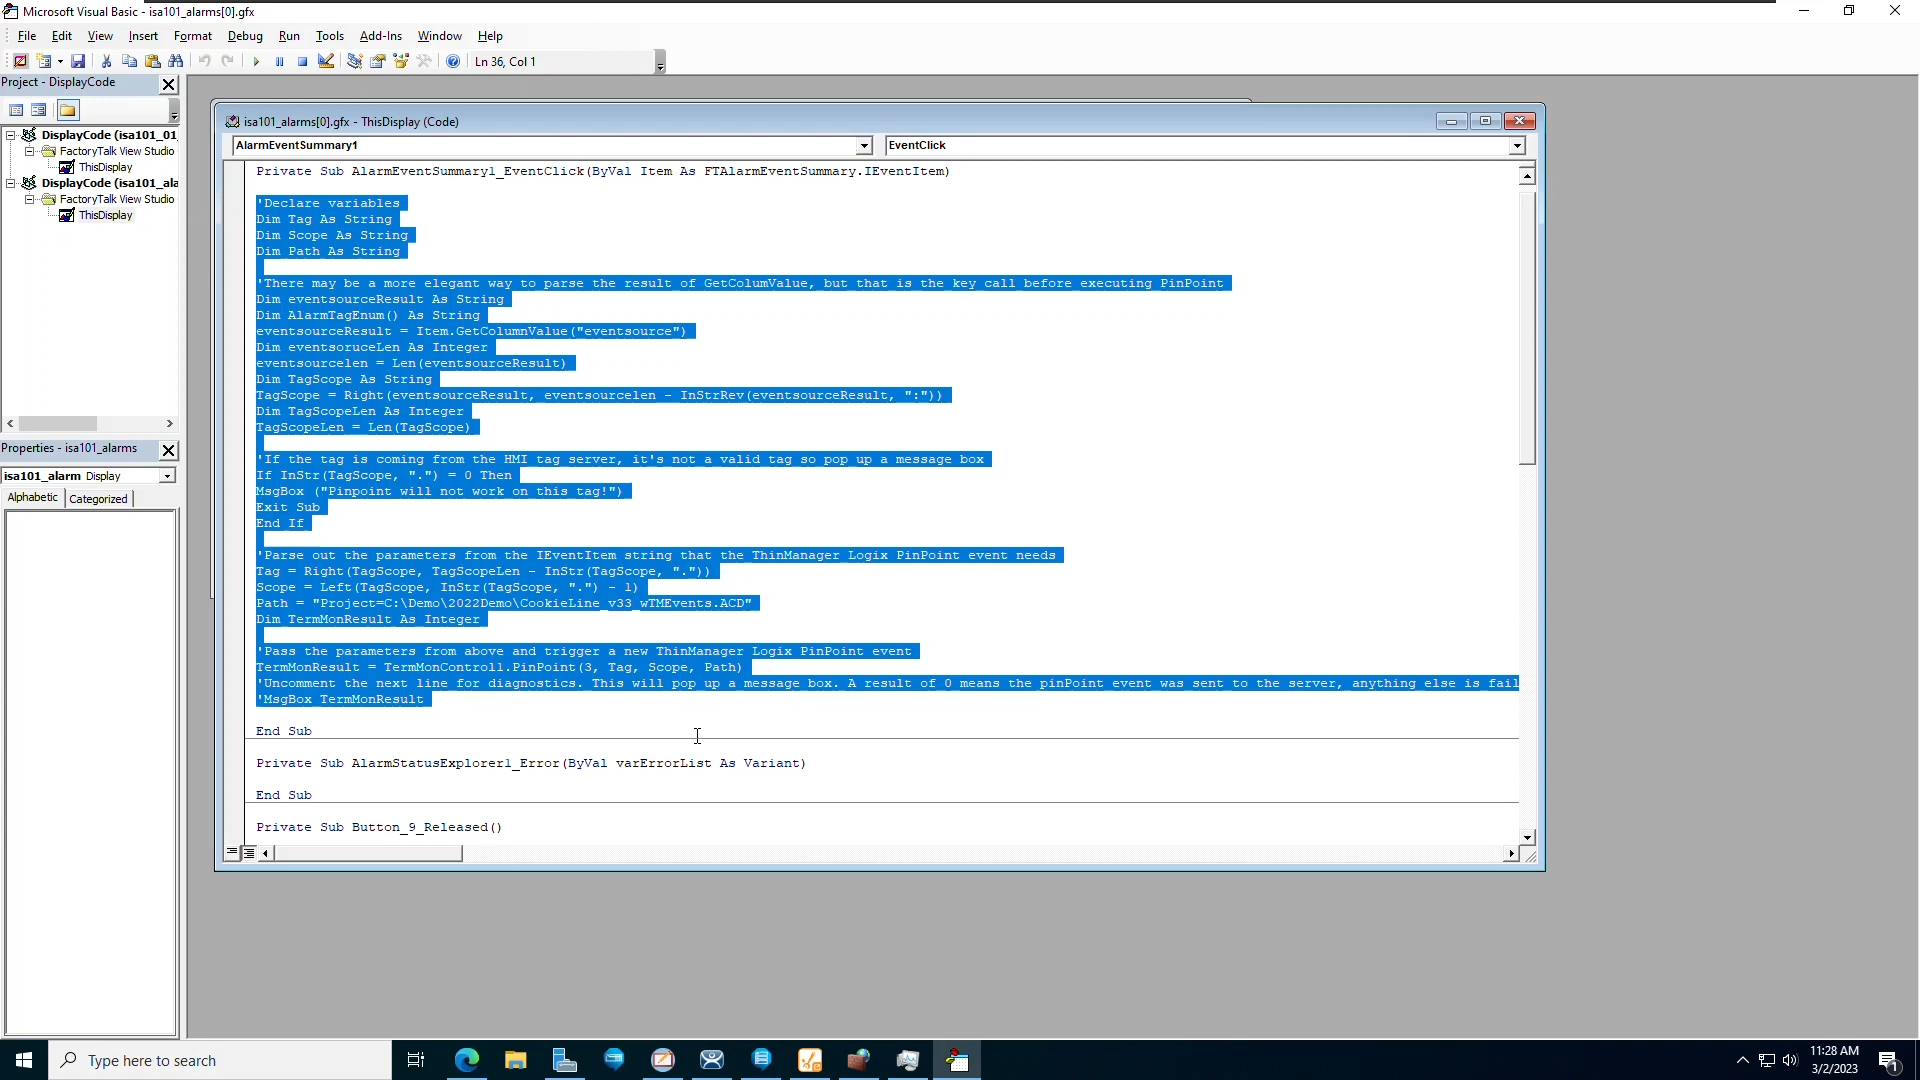 Microsoft Visual Basic - isa101_alarms[0].gfx
File Edit View Insert Format Debug Run Tools Add-Ins Window Help
Ln 36, Col 1
Project - DisplayCode
DisplayCode (isa101_01
FactoryTalk View Studio
ThisDisplay
DisplayCode (isa101_ala
FactoryTalk View Studio
ThisDisplay
Properties - isa101_alarms
isa101_alarm Display
Alphabetic Categorized
isa101_alarms[0].gfx - ThisDisplay (Code)
AlarmEventSummary1 EventClick
Private Sub AlarmEventSummary1_EventClick(ByVal Item As FTAlarmEventSummary.IEventItem)
'Declare variables
Dim Tag As String
Dim Scope As String
Dim Path As String
'There may be a more elegant way to parse the result of GetColumValue, but that is the key call before executing PinPoint
Dim eventsourceResult As String
Dim AlarmTagEnum() As String
eventsourceResult = Item.GetColumnValue("eventsource")
Dim eventsoruceLen As Integer
eventsourcelen = Len(eventsourceResult)
Dim TagScope As String
TagScope = Right(eventsourceResult, eventsourcelen - InStrRev(eventsourceResult, ":"))
Dim TagScopeLen As Integer
TagScopeLen = Len(TagScope)
'If the tag is coming from the HMI tag server, it's not a valid tag so pop up a message box
If InStr(TagScope, ".") = 0 Then
MsgBox ("Pinpoint will not work on this tag!")
Exit Sub
End If
'Parse out the parameters from the IEventItem string that the ThinManager Logix PinPoint event needs
Tag = Right(TagScope, TagScopeLen - InStr(TagScope, "."))
Scope = Left(TagScope, InStr(TagScope, ".") - 1)
Path = "Project=C:\Demo\2022Demo\CookieLine_v33_wTMEvents.ACD"
Dim TermMonResult As Integer
'Pass the parameters from above and trigger a new ThinManager Logix PinPoint event
TermMonResult = TermMonControl1.PinPoint(3, Tag, Scope, Path)
'Uncomment the next line for diagnostics. This will pop up a message box. A result of 0 means the pinPoint event was sent to the server, anything else is fail
'MsgBox TermMonResult
End Sub
Private Sub AlarmStatusExplorer1_Error(ByVal varErrorList As Variant)
End Sub
Private Sub Button_9_Released()
Type here to search
11:28 AM
3/2/2023
1